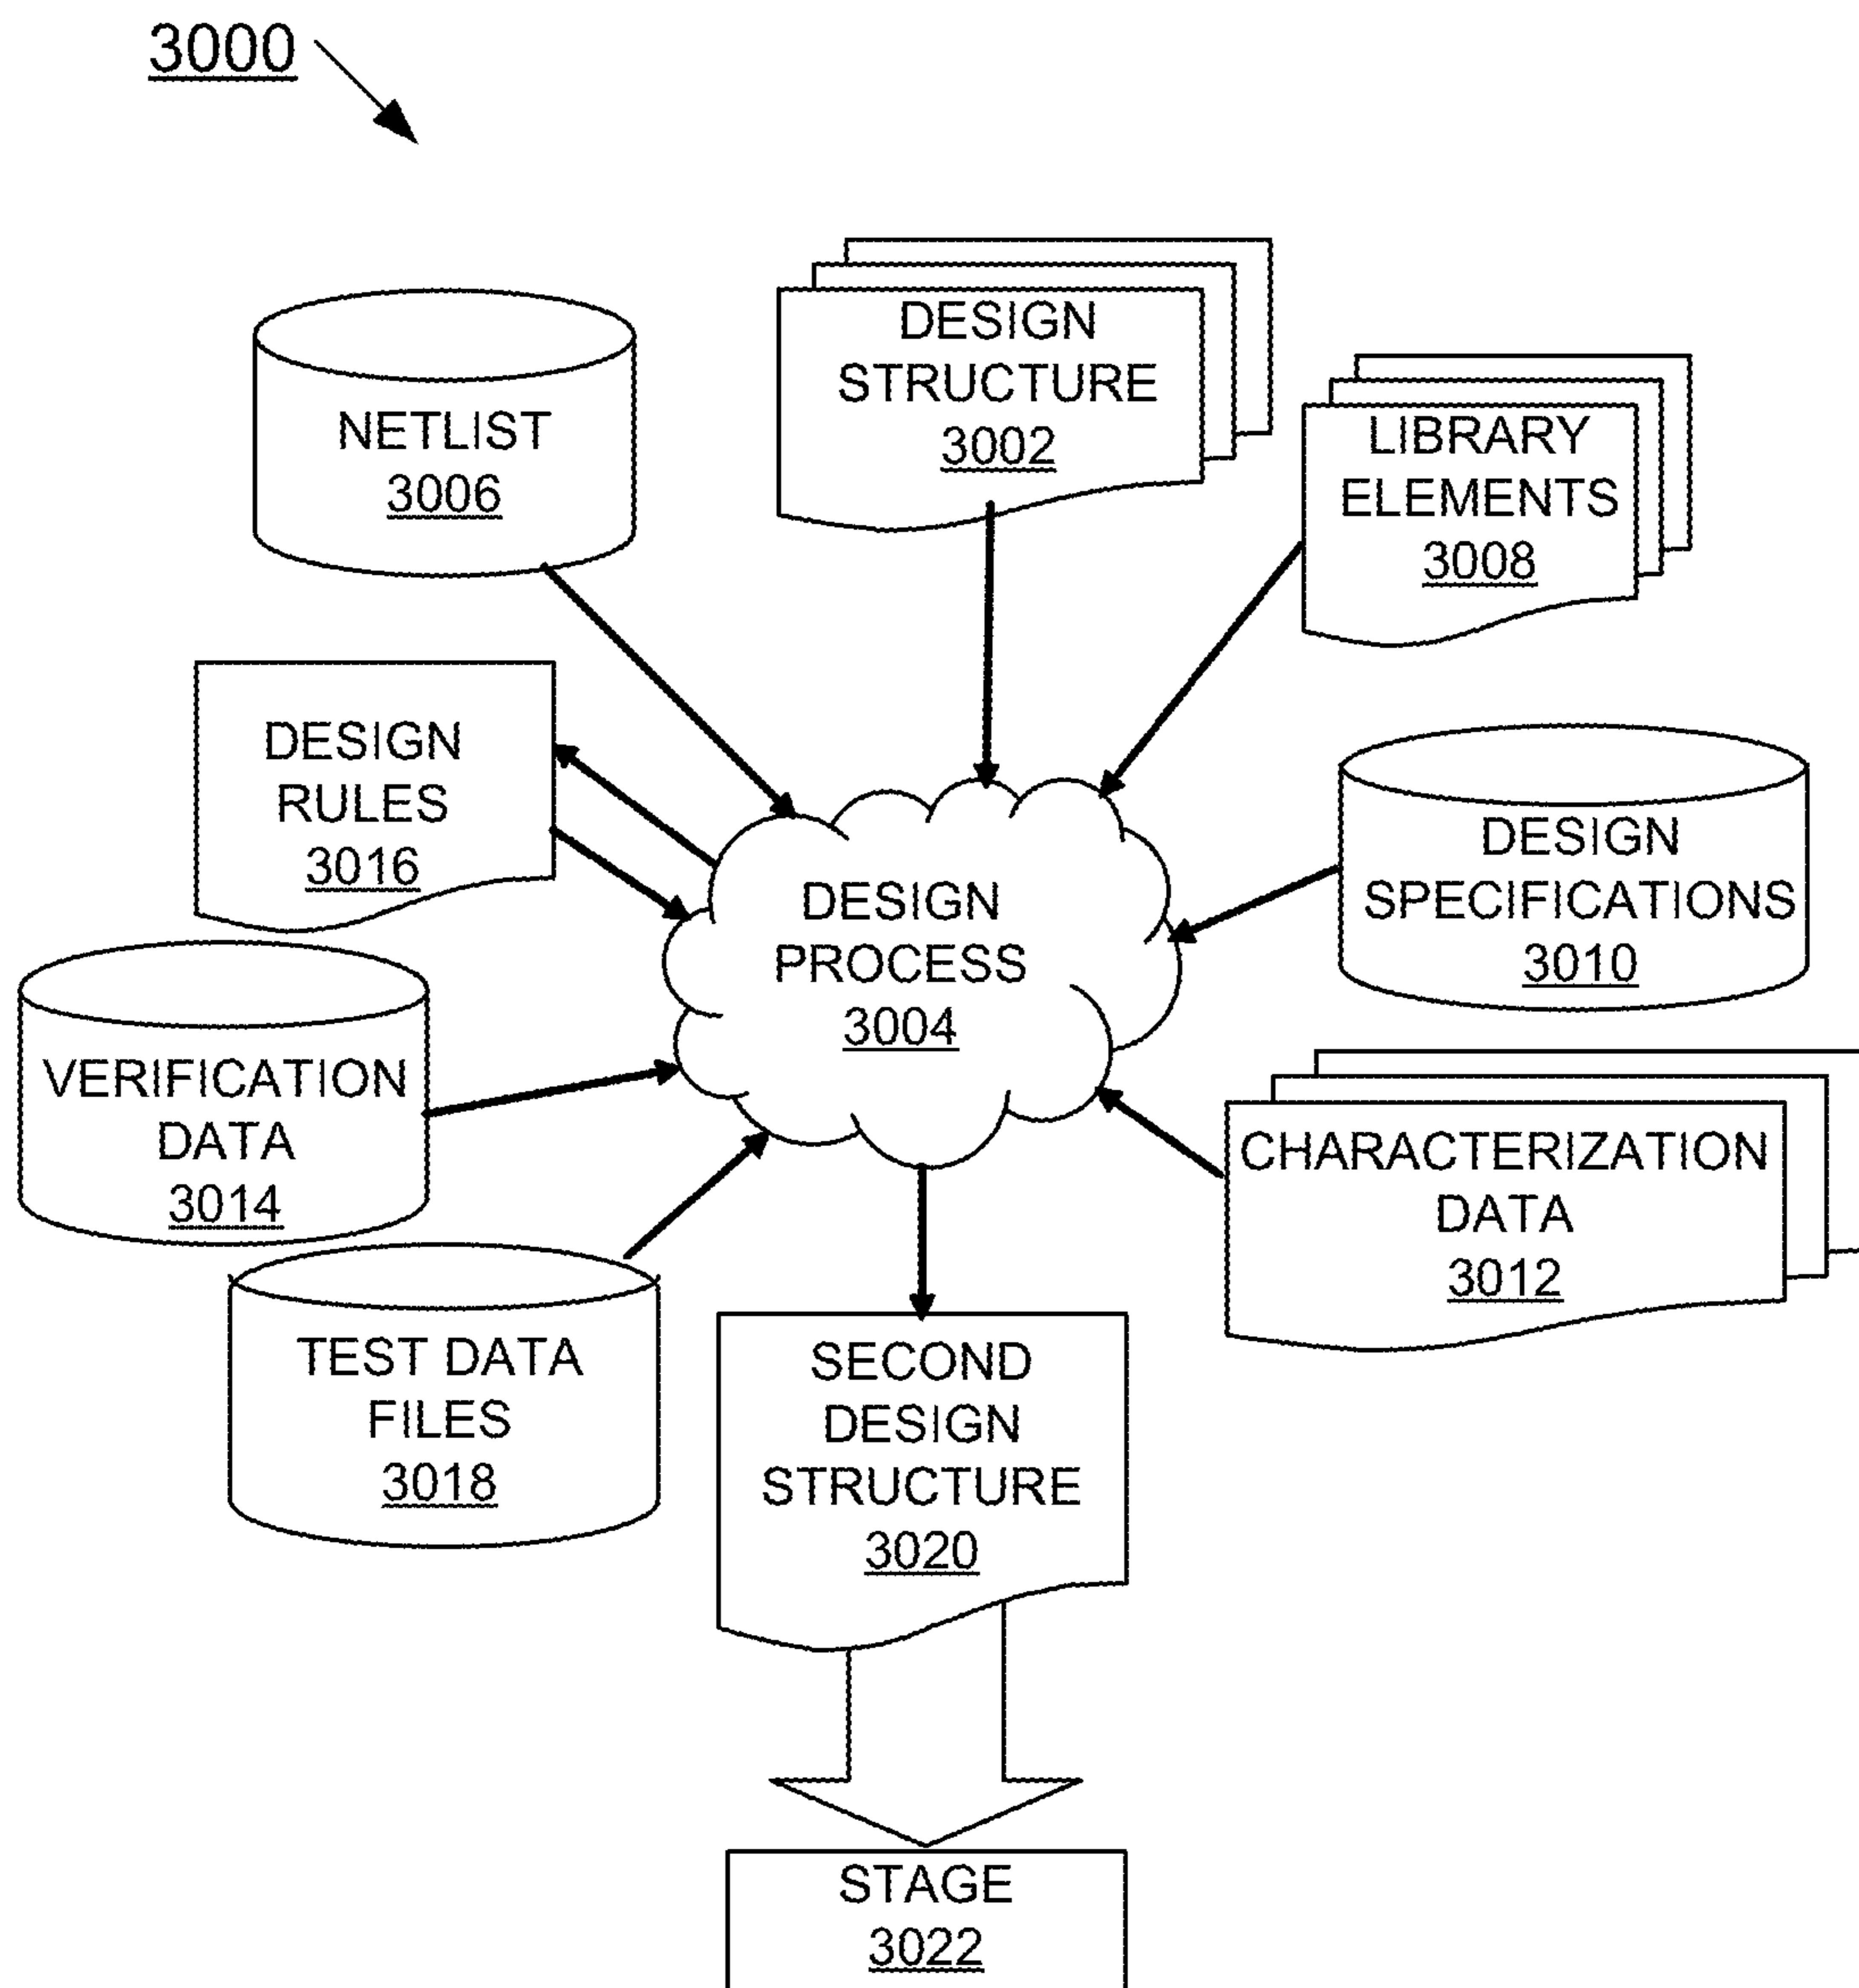 3000
DESIGN
STRUCTURE
3002
NETLIST
3006
LIBRARY
ELEMENTS
3008
DESIGN
RULES
3016
DESIGN
SPECIFICATIONS
3010
DESIGN
PROCESS
3004
VERIFICATION
DATA
3014
CHARACTERIZATION
DATA
3012
TEST DATA
FILES
3018
SECOND
DESIGN
STRUCTURE
3020
STAGE
3022